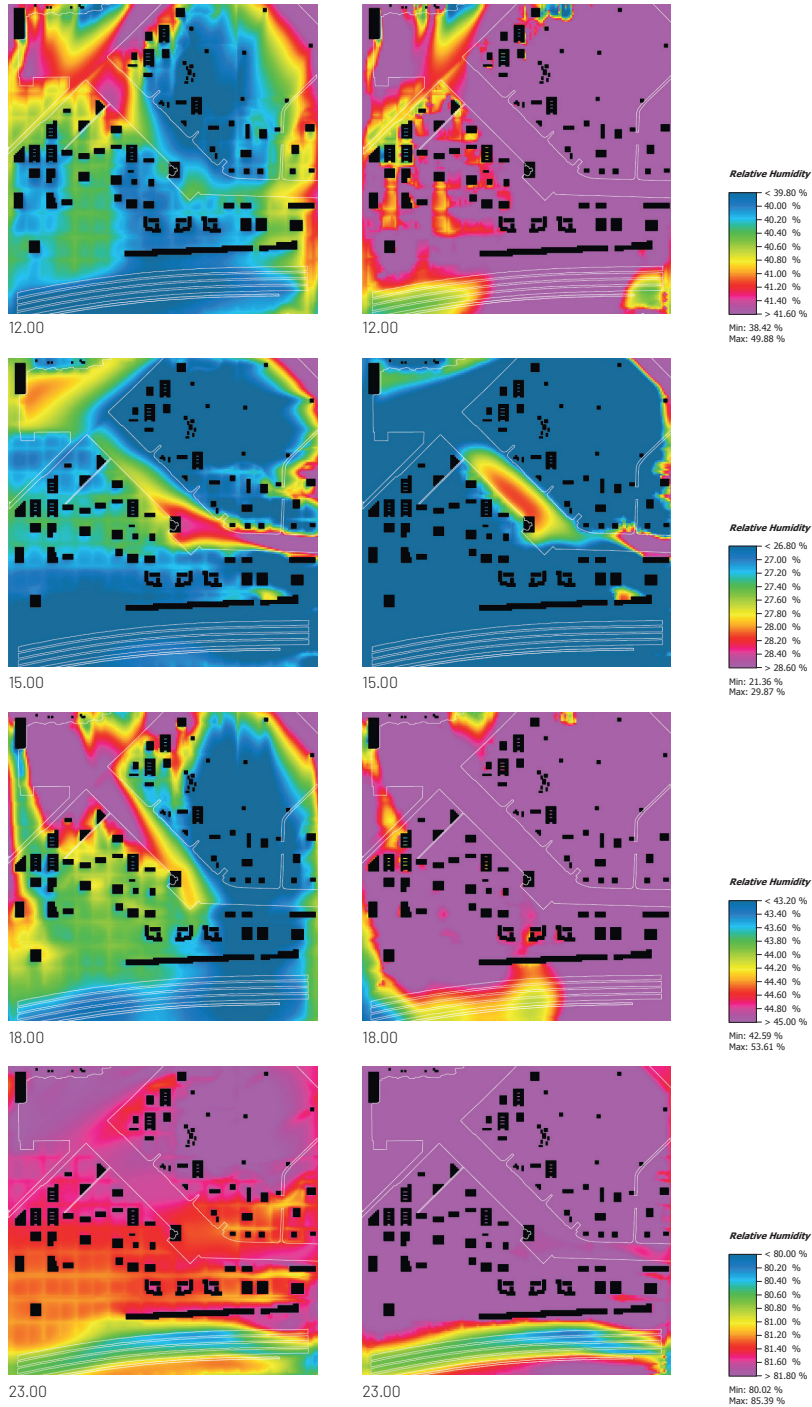 12.00
12.00
Relative Humidity
< 39.80 %
40.00 %
40.20 %
40.40 %
40.60 %
40.80 %
41.00 %
41.20 %
41.40 %
> 41.60 %
Min: 38.42 %
Max: 49.88 %
15.00
15.00
Relative Humidity
< 26.80 %
27.00 %
27.20 %
27.40 %
27.60 %
27.80 %
28.00 %
28.20 %
28.40 %
> 28.60 %
Min: 21.36 %
Max: 29.87 %
18.00
18.00
Relative Humidity
< 43.20 %
43.40 %
43.60 %
43.80 %
44.00 %
44.20 %
44.40 %
44.60 %
44.80 %
> 45.00 %
Min: 42.59 %
Max: 53.61 %
23.00
23.00
Relative Humidity
< 80.00 %
80.20 %
80.40 %
80.60 %
80.80 %
81.00 %
81.20 %
81.40 %
81.60 %
> 81.80 %
Min: 80.02 %
Max: 85.39 %